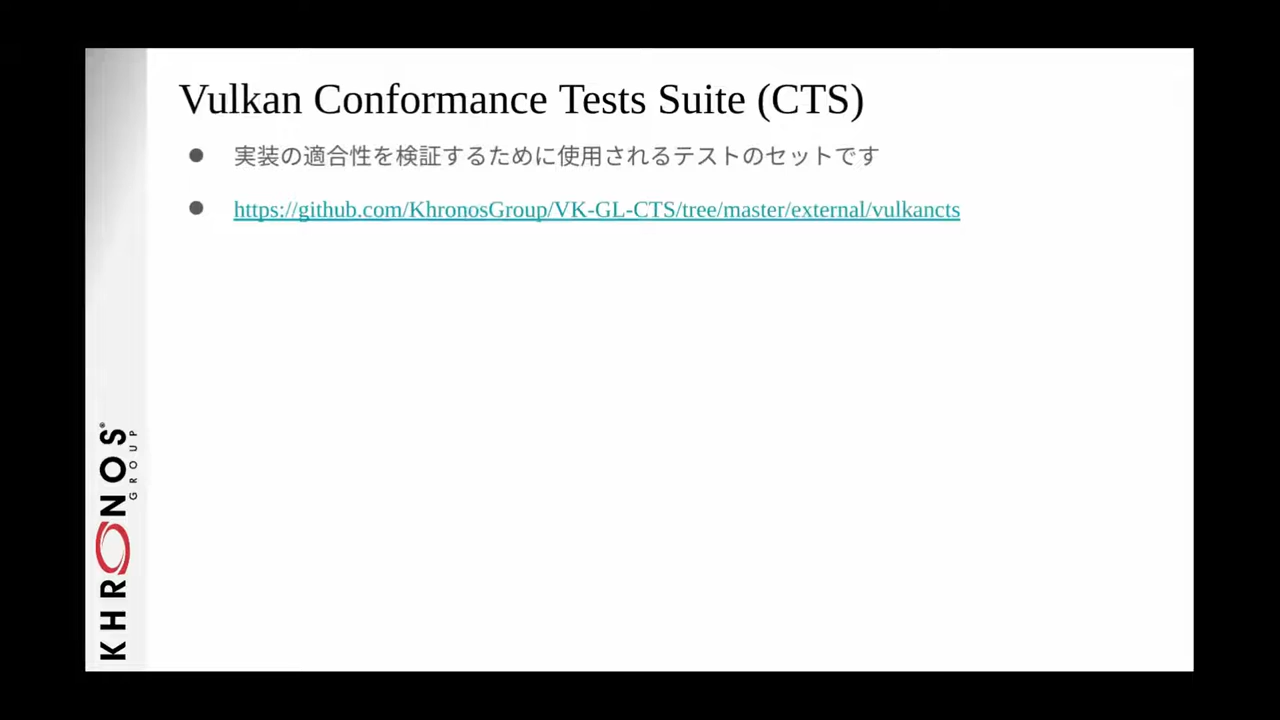 Vulkan Conformance Tests Suite (CTS)
● 実装の適合性を検証するために使用されるテストのセットです
● https://github.com/KhronosGroup/VK-GL-CTS/tree/master/external/vulkancts
KHRONOS®
GROUP